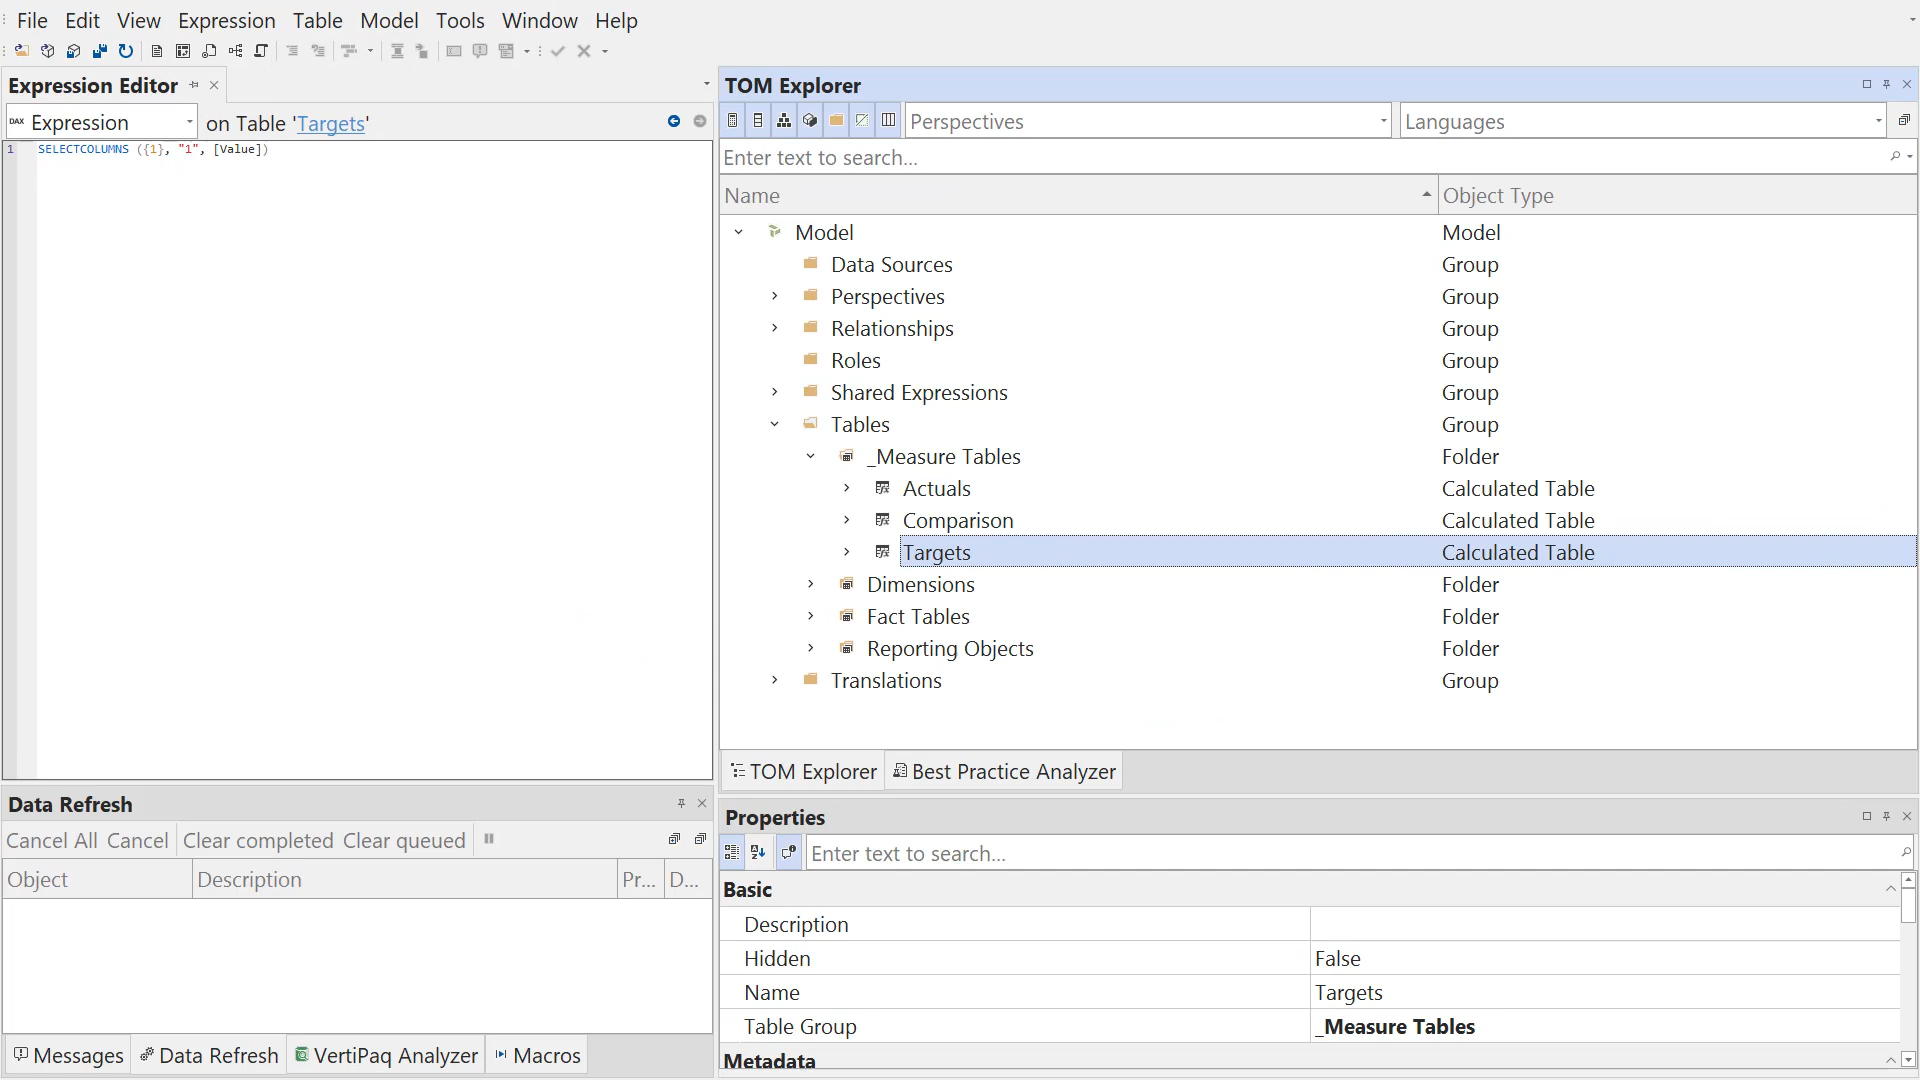 File Edit View Expression Table Model Tools Window Help
Expression Editor
DAX Expression on Table 'Targets'
1 SELECTCOLUMNS ({1}, "1", [Value])
Data Refresh
Cancel All Cancel Clear completed Clear queued
Object Description Pr... D...
Messages Data Refresh VertiPaq Analyzer Macros
TOM Explorer
Perspectives Languages
Enter text to search...
Name Object Type
Model Model
Data Sources Group
Perspectives Group
Relationships Group
Roles Group
Shared Expressions Group
Tables Group
_Measure Tables Folder
Actuals Calculated Table
Comparison Calculated Table
Targets Calculated Table
Dimensions Folder
Fact Tables Folder
Reporting Objects Folder
Translations Group
TOM Explorer Best Practice Analyzer
Properties
Enter text to search...
Basic
Description
Hidden False
Name Targets
Table Group _Measure Tables
Metadata